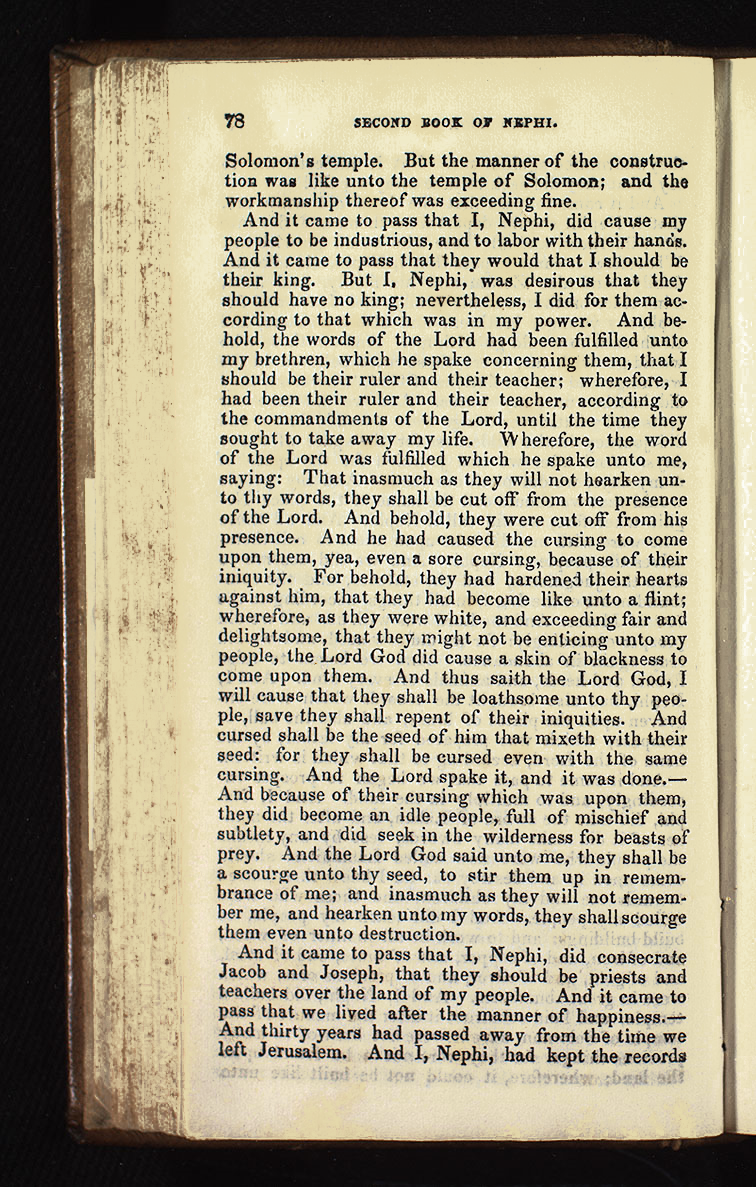 78 SECOND BOOK OF NEPHI.
Solomon's temple. But the manner of the construc-
tion was like unto the temple of Solomon; and the
workmanship thereof was exceeding fine.
And it came to pass that I, Nephi, did cause my
people to be industrious, and to labor with their hands.
And it came to pass that they would that I should be
their king. But I, Nephi, was desirous that they
should have no king; nevertheless, I did for them ac-
cording to that which was in my power. And be-
hold, the words of the Lord had been fulfilled unto
my brethren, which he spake concerning them, that I
should be their ruler and their teacher; wherefore, I
had been their ruler and their teacher, according to
the commandments of the Lord, until the time they
sought to take away my life. Wherefore, the word
of the Lord was fulfilled which he spake unto me,
saying: That inasmuch as they will not hearken un-
to thy words, they shall be cut off from the presence
of the Lord. And behold, they were cut off from his
presence. And he had caused the cursing to come
upon them, yea, even a sore cursing, because of their
iniquity. For behold, they had hardened their hearts
against him, that they had become like unto a flint;
wherefore, as they were white, and exceeding fair and
delightsome, that they might not be enticing unto my
people, the Lord God did cause a skin of blackness to
come upon them. And thus saith the Lord God, I
will cause that they shall be loathsome unto thy peo-
ple, save they shall repent of their iniquities. And
cursed shall be the seed of him that mixeth with their
seed: for they shall be cursed even with the same
cursing. And the Lord spake it, and it was done.—
And because of their cursing which was upon them,
they did become an idle people, full of mischief and
subtlety, and did seek in the wilderness for beasts of
prey. And the Lord God said unto me, they shall be
a scourge unto thy seed, to stir them up in remem-
brance of me; and inasmuch as they will not remem-
ber me, and hearken unto my words, they shall scourge
them even unto destruction.
And it came to pass that I, Nephi, did consecrate
Jacob and Joseph, that they should be priests and
teachers over the land of my people. And it came to
pass that we lived after the manner of happiness.—
And thirty years had passed away from the time we
left Jerusalem. And I, Nephi, had kept the records